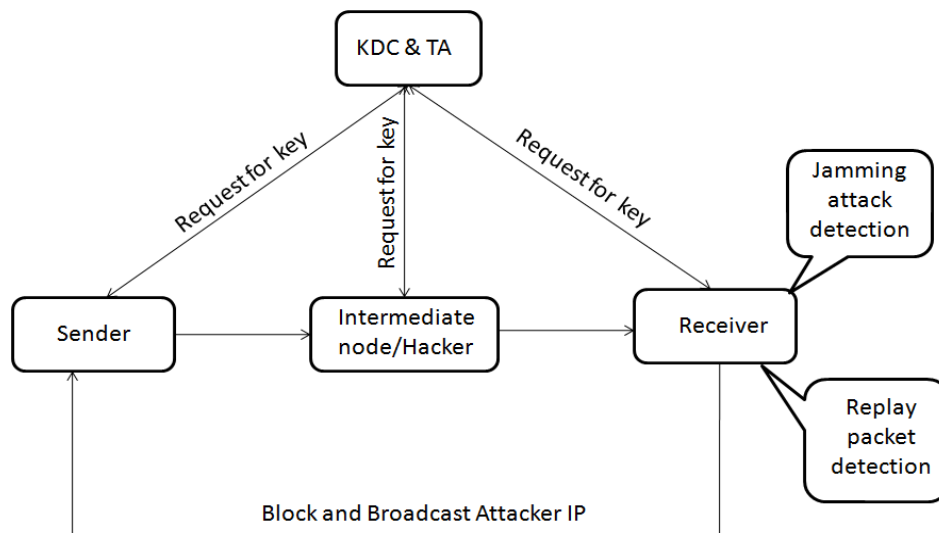 KDC & TA
Request for key
Request for key
Request for key
Jamming
attack
detection
Sender
Intermediate
node/Hacker
Receiver
Replay
packet
detection
Block and Broadcast Attacker IP